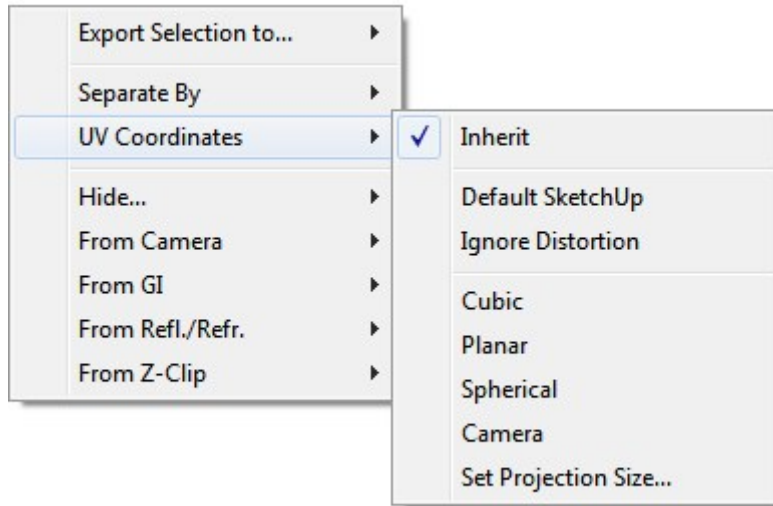 Export Selection to...
Separate By
UV Coordinates
Hide...
From Camera
From GI
From Refl./Refr.
From Z-Clip
Inherit
Default SketchUp
Ignore Distortion
Cubic
Planar
Spherical
Camera
Set Projection Size...